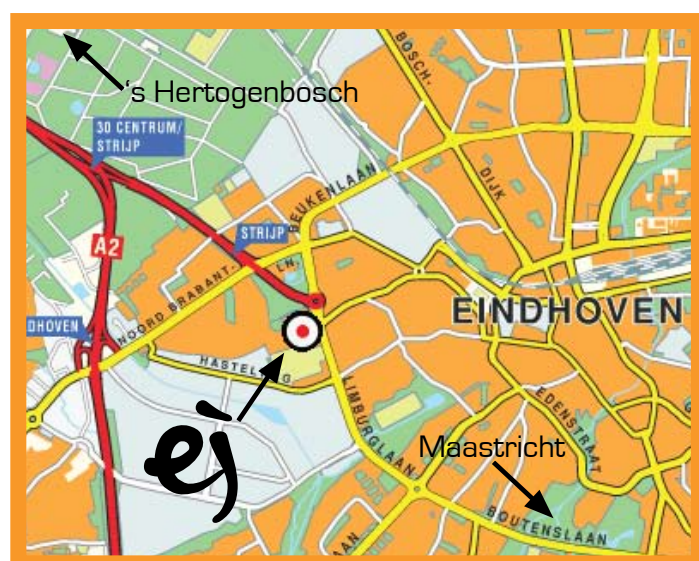 's Hertogenbosch
30 CENTRUM/
STRIJP
BOSCH-
DIJK
BEUKENLAAN
STRIJP
LN.
A2
NOORD BRABANT-
DHOVEN
EINDHOVEN
HASTELWEG
LIMBURGLAAN
EDENSTRAAT
ej
Maastricht
BOUTENSLAAN
AAN